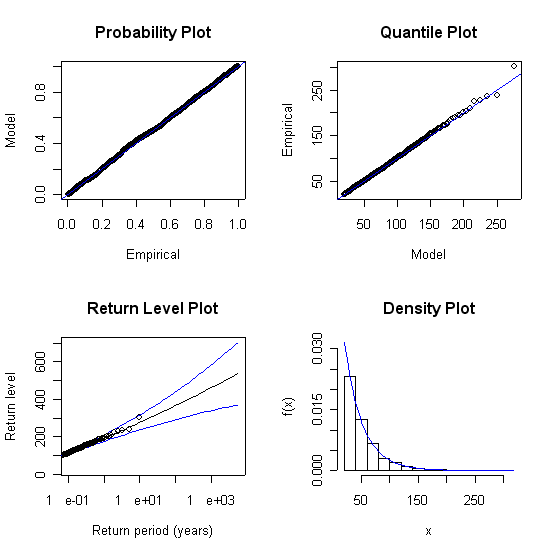 Probability Plot
Model
0.0 0.4 0.8
0.0 0.2 0.4 0.6 0.8 1.0
Empirical
Quantile Plot
Empirical
50 150 250
50 100 150 200 250
Model
Return Level Plot
Return level
0 200 400 600
1 e-01 1 e+01 1 e+03
Return period (years)
Density Plot
f(x)
0.000 0.015 0.030
50 150 250
x